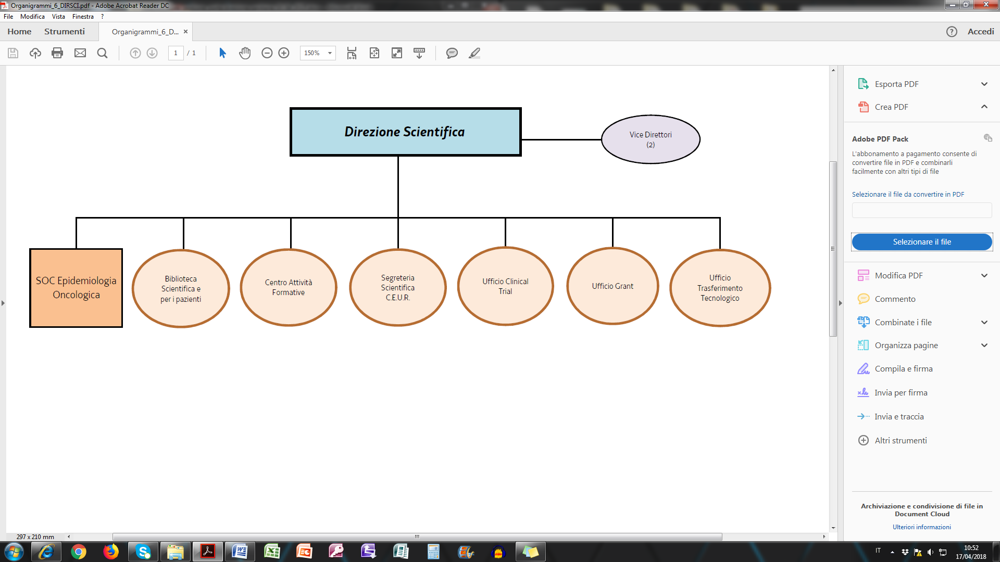 Organigrammi_6_DIRSCI.pdf - Adobe Acrobat Reader DC
File Modifica Vista Finestra ?
Home Strumenti Organigrammi_6_D... × ? Accedi
1 / 1 150%
Direzione Scientifica
Vice Direttori
(2)
SOC Epidemiologia
Oncologica
Biblioteca
Scientifica e
per i pazienti
Centro Attività
Formative
Segreteria
Scientifica
C.E.U.R.
Ufficio Clinical
Trial
Ufficio Grant
Ufficio
Trasferimento
Tecnologico
Esporta PDF
Crea PDF
Adobe PDF Pack
L'abbonamento a pagamento consente di
convertire file in PDF e combinarli
facilmente con altri tipi di file
Selezionare il file da convertire in PDF
Selezionare il file
Modifica PDF
Commento
Combinate i file
Organizza pagine
Compila e firma
Invia per firma
Invia e traccia
Altri strumenti
Archiviazione e condivisione di file in
Document Cloud
Ulteriori informazioni
297 x 210 mm
IT
10:52
17/04/2018